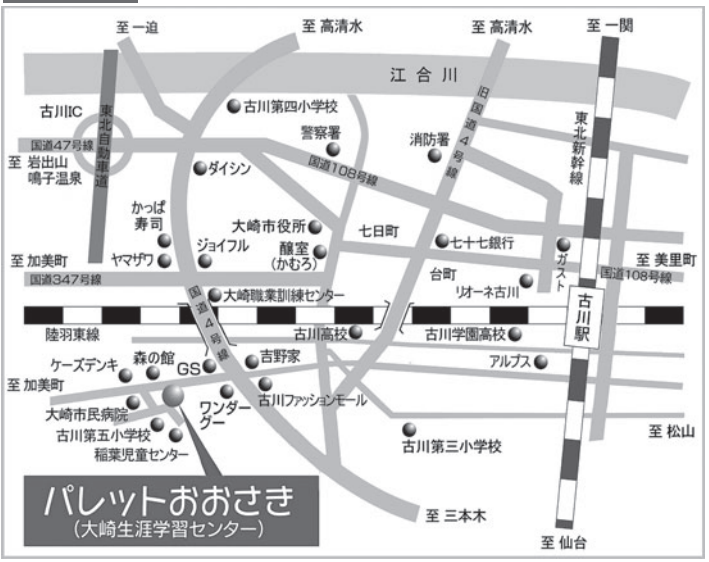 至 一迫
至 高清水
至 高清水
至 一関
江合川
古川IC
東北自動車道
古川第四小学校
旧国道4号線
東北新幹線
警察署
消防署
国道47号線
至 岩出山
鳴子温泉
ダイシン
国道108号線
かっぱ
寿司
大崎市役所
七日町
七十七銀行
ガスト
ヤマザワ
ジョイフル
醸室
(かむろ)
至 加美町
台町
至 美里町
国道108号線
国道347号線
リオーネ古川
国道4号線
大崎職業訓練センター
古川駅
陸羽東線
古川高校
古川学園高校
ケーズデンキ
森の館
GS
吉野家
アルプス
至 加美町
大崎市民病院
ワンダー
グー
古川ファッションモール
古川第五小学校
稲葉児童センター
古川第三小学校
至 松山
パレットおおさき
(大崎生涯学習センター)
至 三本木
至 仙台